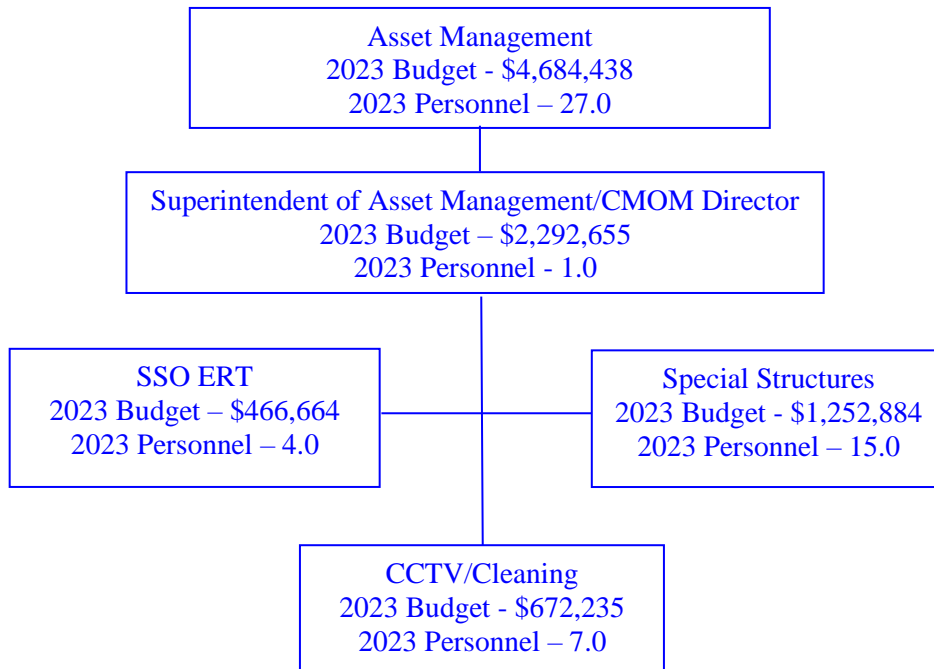 Asset Management
2023 Budget - $4,684,438
2023 Personnel – 27.0
Superintendent of Asset Management/CMOM Director
2023 Budget – $2,292,655
2023 Personnel - 1.0
SSO ERT
2023 Budget – $466,664
2023 Personnel – 4.0
Special Structures
2023 Budget - $1,252,884
2023 Personnel – 15.0
CCTV/Cleaning
2023 Budget - $672,235
2023 Personnel – 7.0